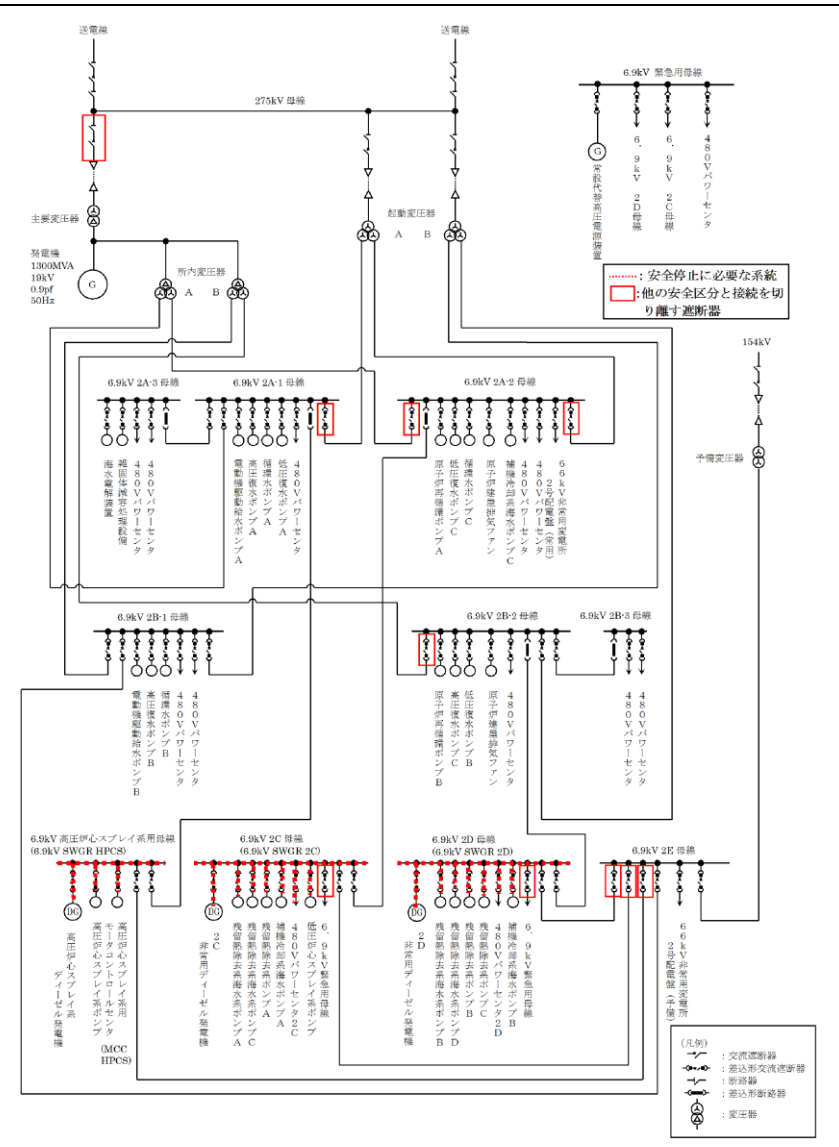 送電線
送電線
6.9kV 緊急用母線
275kV 母線
G
常設代替高圧電源装置
6.9kV 2D母線
6.9kV 2C母線
480Vパワーセンタ
主要変圧器
起動変圧器
A B
発電機
1300MVA
19kV
0.9pf
50Hz
G
所内変圧器
A B
:安全停止に必要な系統
:他の安全区分と接続を切
り離す遮断器
154kV
予備変圧器
6.9kV 2A-3 母線
海水電解装置
雑固体減容処理設備
480Vパワーセンタ
480Vパワーセンタ
6.9kV 2A-1 母線
電動機駆動給水ポンプA
高圧復水ポンプA
循環水ポンプA
低圧復水ポンプA
480Vパワーセンタ
6.9kV 2A-2 母線
原子炉再循環ポンプA
低圧復水ポンプC
循環水ポンプC
原子炉建屋排気ファン
補機冷却系海水ポンプC
480Vパワーセンタ
480Vパワーセンタ
66kV非常用変電所
2号配電盤(常用)
6.9kV 2B-1 母線
電動機駆動給水ポンプB
高圧復水ポンプB
循環水ポンプB
480Vパワーセンタ
480Vパワーセンタ
6.9kV 2B-2 母線
原子炉再循環ポンプB
高圧復水ポンプC
低圧復水ポンプB
原子炉建屋排気ファン
480Vパワーセンタ
6.9kV 2B-3 母線
480Vパワーセンタ
480Vパワーセンタ
6.9kV 高圧炉心スプレイ系用母線
(6.9kV SWGR HPCS)
DG
高圧炉心スプレイ系
ディーゼル発電機
高圧炉心スプレイ系ポンプ
高圧炉心スプレイ系用
モータコントロールセンタ
(MCC
HPCS)
6.9kV 2C 母線
(6.9kV SWGR 2C)
DG
2C
非常用ディーゼル発電機
残留熱除去系海水系ポンプA
残留熱除去系海水系ポンプC
残留熱除去系ポンプA
補機冷却系海水ポンプA
480Vパワーセンタ2C
低圧炉心スプレイ系ポンプ
6.9kV緊急用母線
6.9kV 2D 母線
(6.9kV SWGR 2D)
DG
2D
非常用ディーゼル発電機
残留熱除去系海水系ポンプB
残留熱除去系海水系ポンプD
残留熱除去系ポンプB
残留熱除去系ポンプC
480Vパワーセンタ2D
補機冷却系海水ポンプB
6.9kV緊急用母線
6.9kV 2E 母線
66kV非常用変電所
2号配電盤(予備)
(凡例)
:交流遮断器
:差込形交流遮断器
:断路器
:差込形断路器
:変圧器